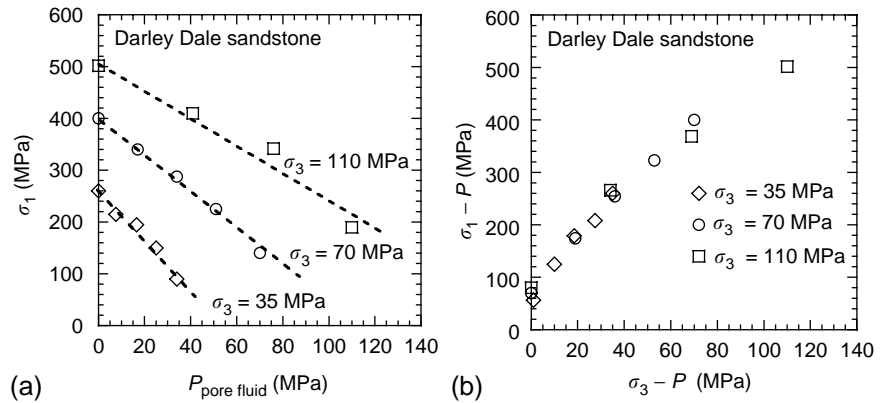 Darley Dale sandstone
600
500
400
300
200
100
0
σ1 (MPa)
σ3 = 110 MPa
σ3 = 70 MPa
σ3 = 35 MPa
0 20 40 60 80 100 120 140
Ppore fluid (MPa)
(a)
Darley Dale sandstone
600
500
400
300
200
100
0
σ1 – P (MPa)
σ3 = 35 MPa
σ3 = 70 MPa
σ3 = 110 MPa
0 20 40 60 80 100 120 140
σ3 – P (MPa)
(b)